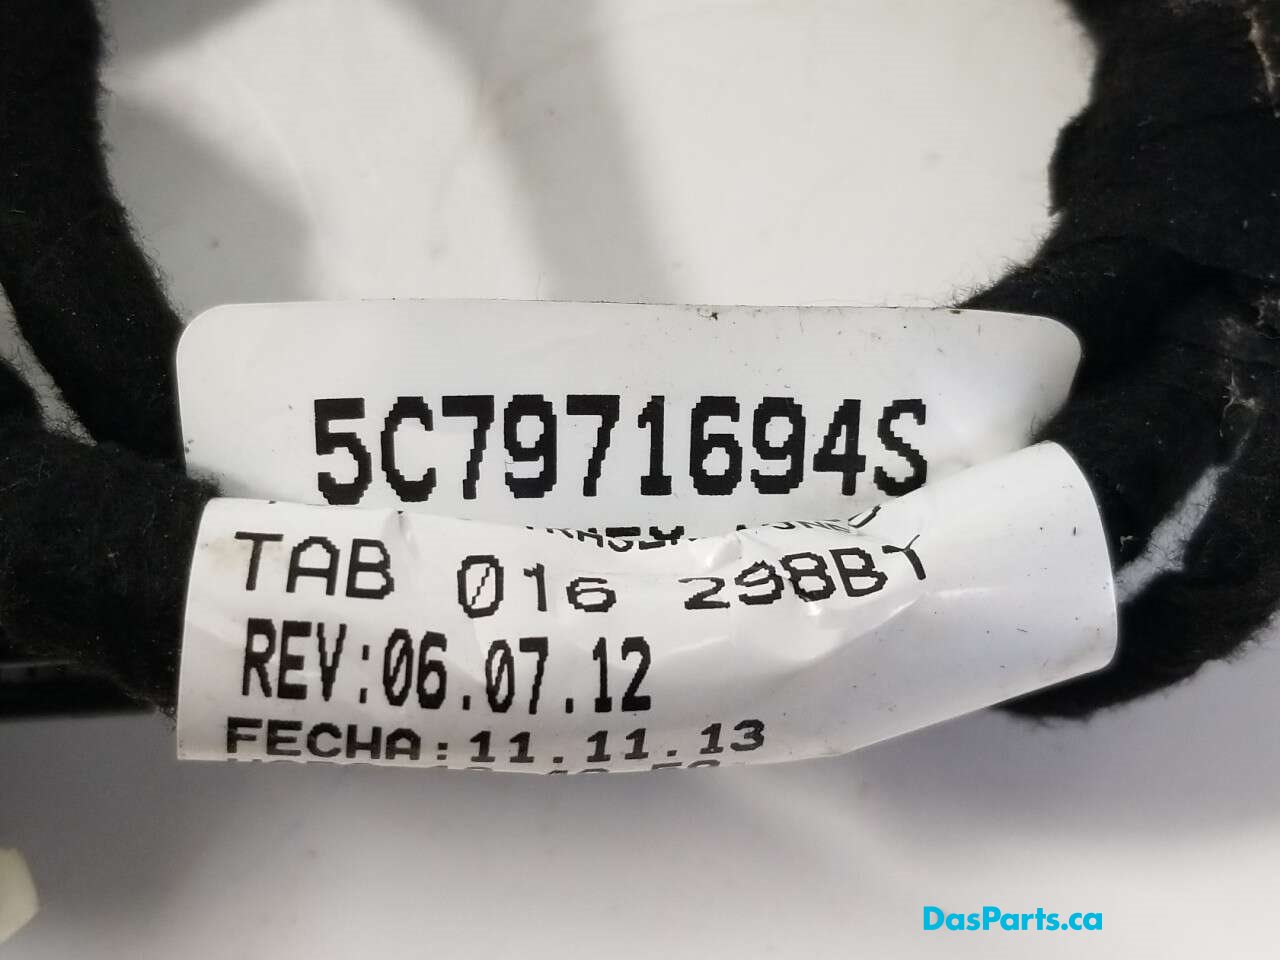 5C7971694S
TAB 016 298BY
REV:06.07.12
FECHA:11.11.13
DasParts.ca